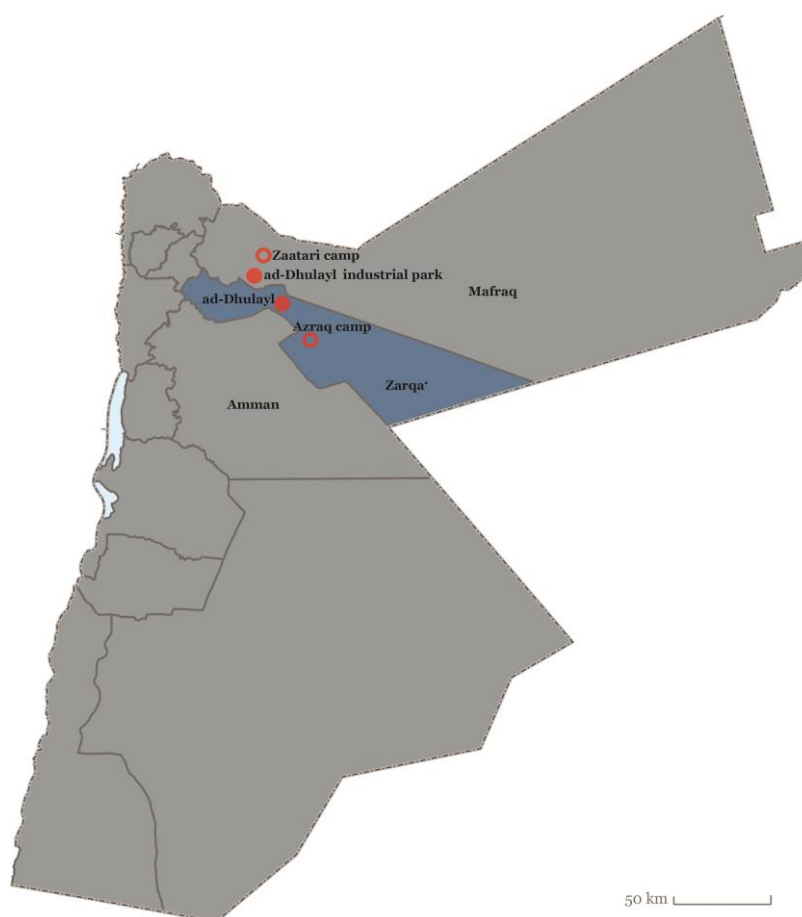 Zaatari camp
ad-Dhulayl industrial park
Mafraq
ad-Dhulayl
Azraq camp
Zarqa‘
Amman
50 km